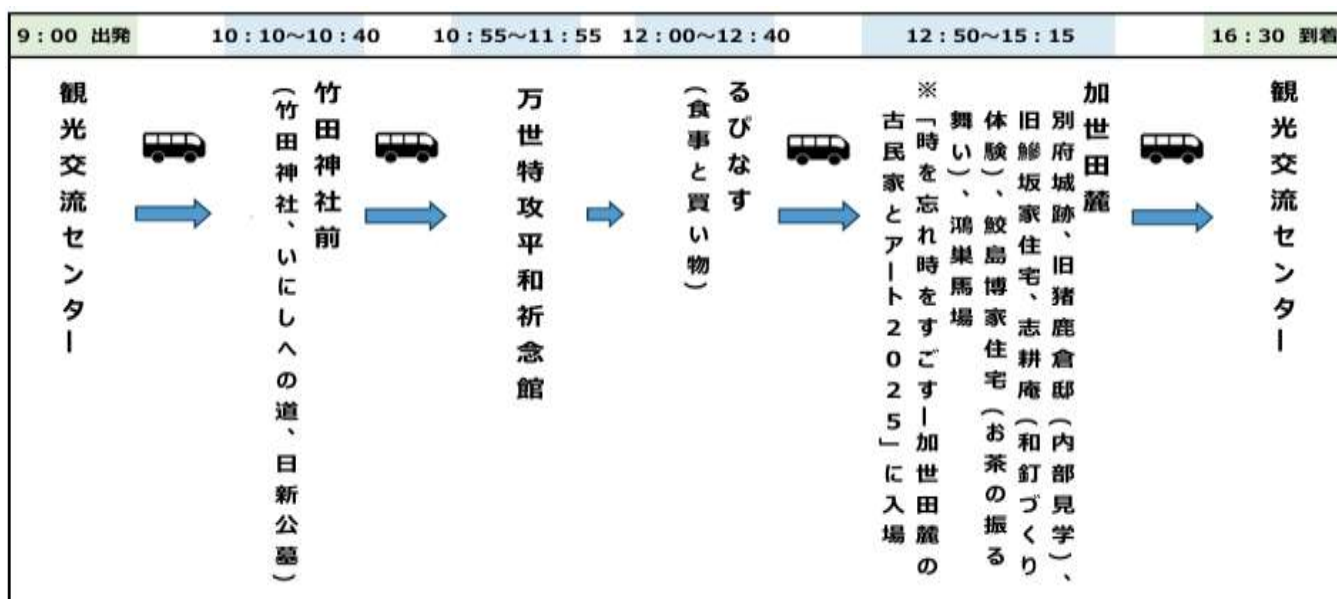 9：00 出発
10：10～10：40
10：55～11：55
12：00～12：40
12：50～15：15
16：30 到着
観光交流センター
竹田神社前
(竹田神社、いにしへの道、日新公墓)
万世特攻平和祈念館
るぴなす
(食事と買い物)
加世田麓
別府城跡、旧猪鹿倉邸(内部見学)、
旧鰺坂家住宅、志耕庵(和釘づくり
体験)、鮫島博家住宅(お茶の振る
舞い)、鴻巣馬場
※「時を忘れ時をすごすー加世田麓の
古民家とアート2025」に入場
観光交流センター